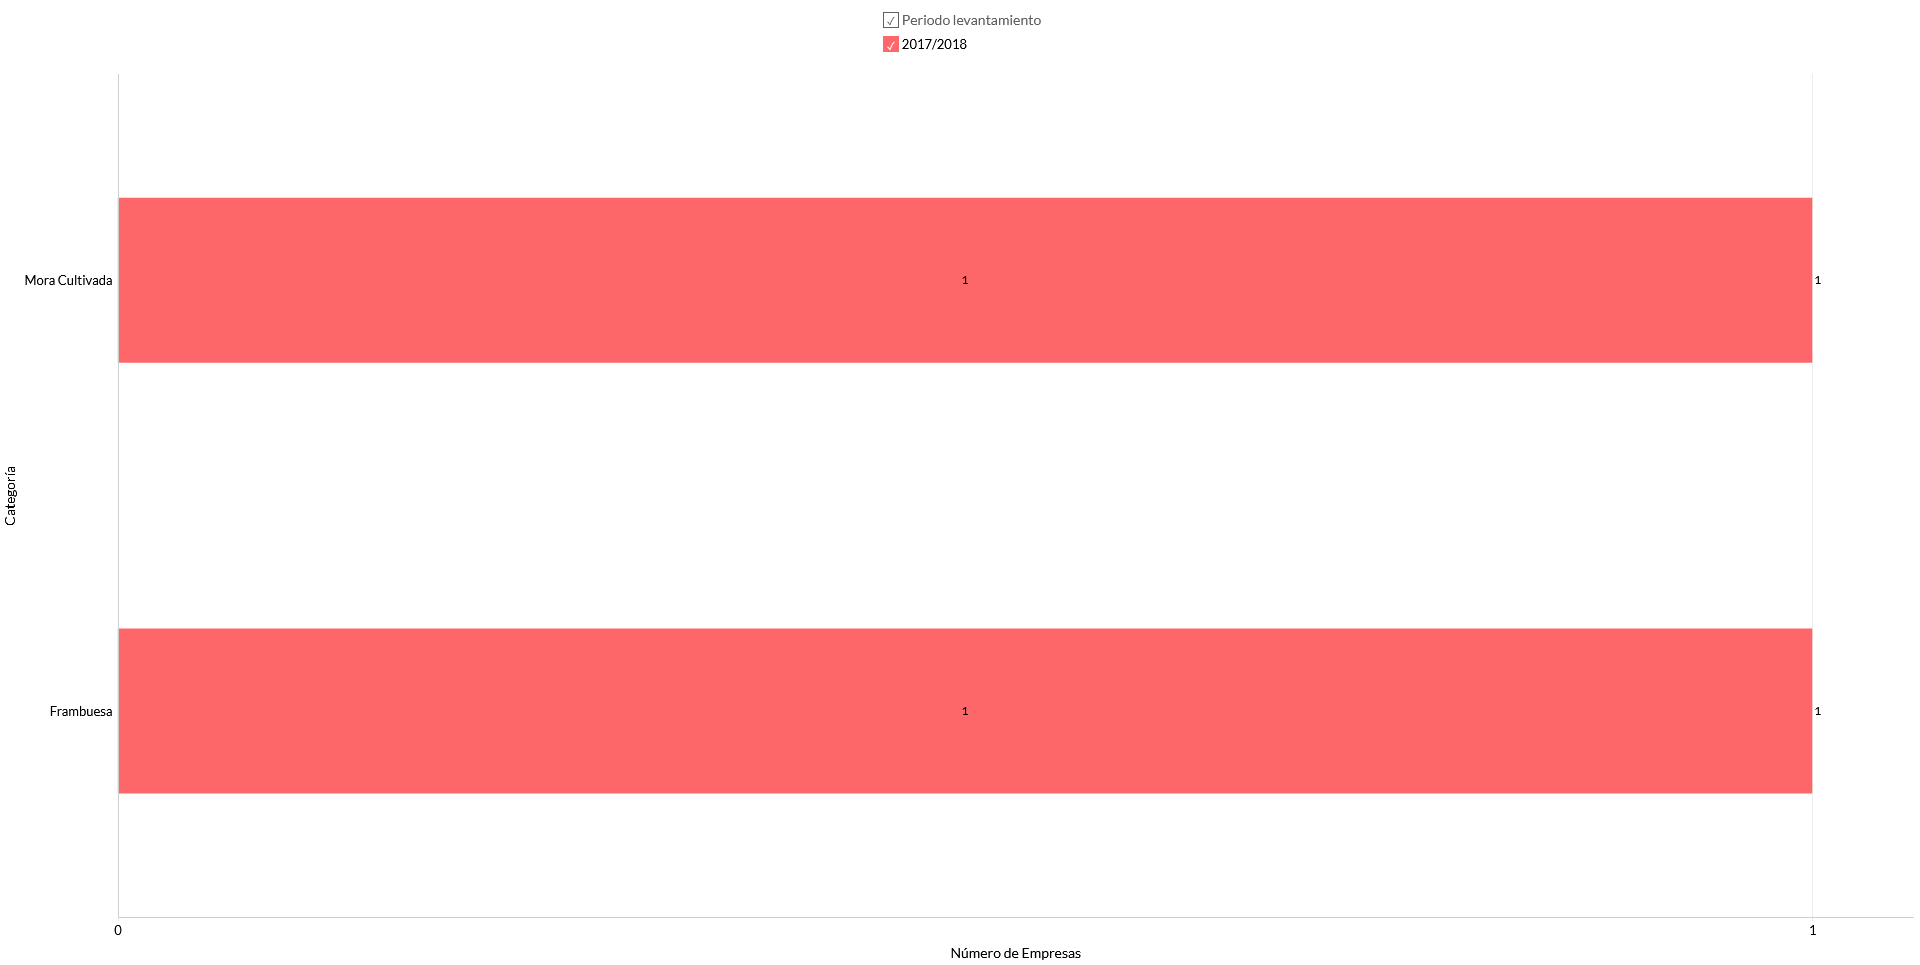 Periodo levantamiento
2017/2018
Mora Cultivada
1
1
Categoría
Frambuesa
1
1
0
1
Número de Empresas